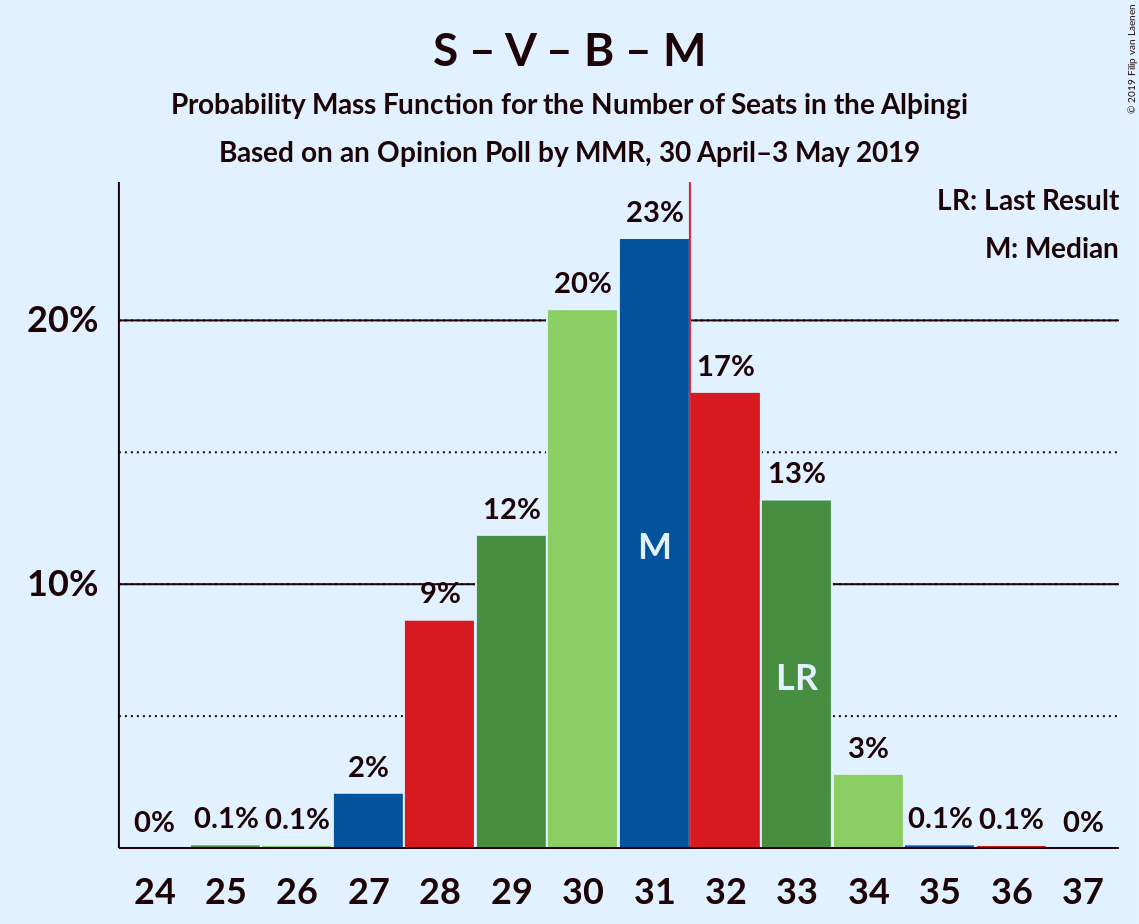 S – V – B – M
Probability Mass Function for the Number of Seats in the Alþingi
Based on an Opinion Poll by MMR, 30 April–3 May 2019
© 2019 Filip van Laenen
LR: Last Result
M: Median
23%
20%
20%
17%
13%
12%
M
10%
9%
LR
3%
2%
0% 0.1% 0.1% 0.1% 0.1% 0%
24 25 26 27 28 29 30 31 32 33 34 35 36 37